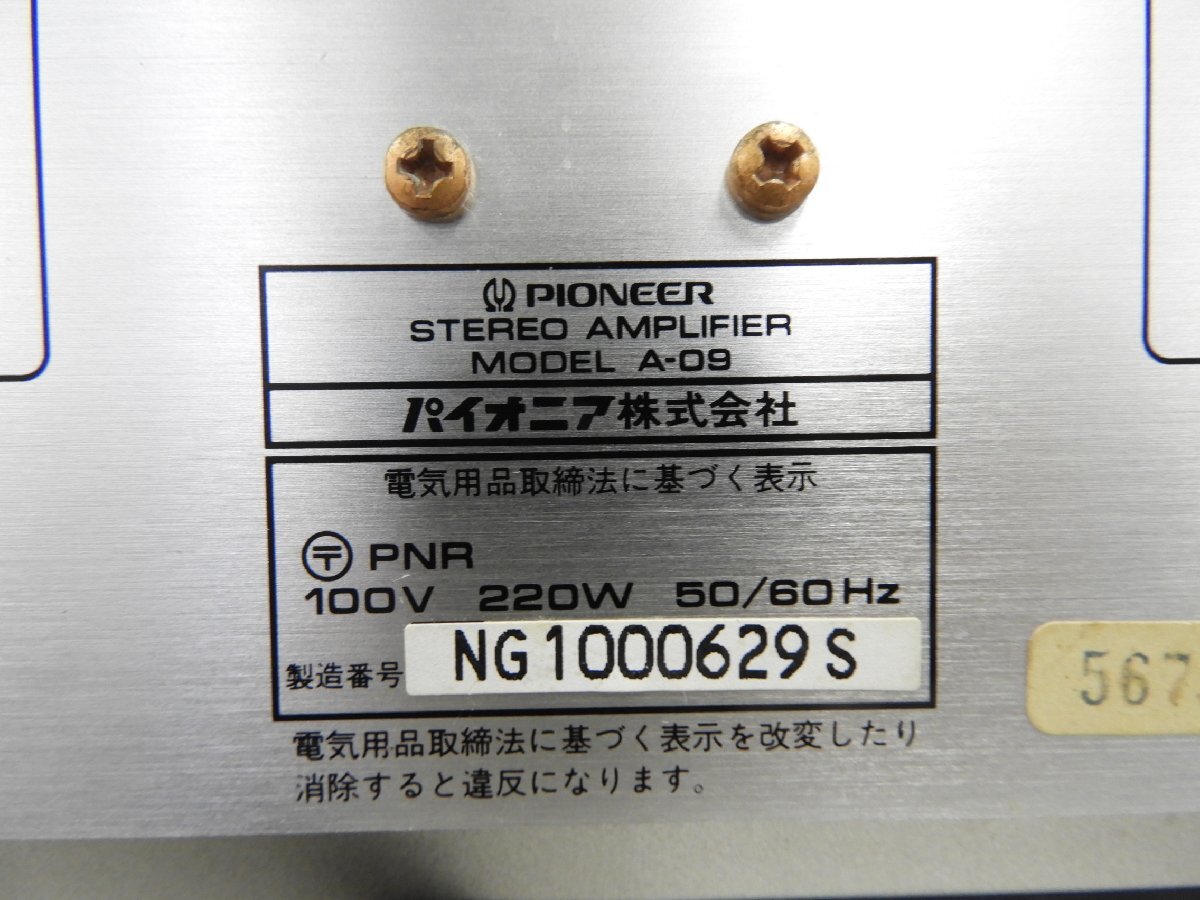 PIONEER
STEREO AMPLIFIER
MODEL A-09
パイオニア株式会社
電気用品取締法に基づく表示
〒 PNR
100V 220W 50/60Hz
製造番号 NG1000629S
567
電気用品取締法に基づく表示を改変したり
消除すると違反になります。